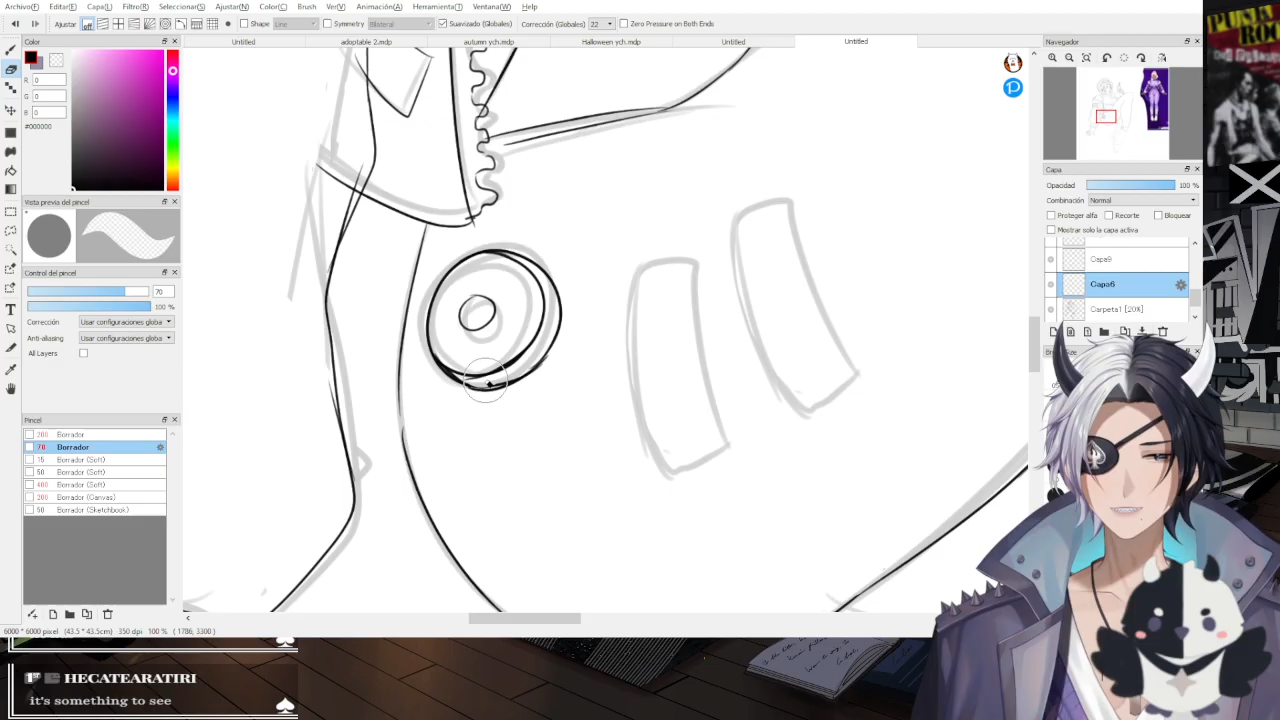 Archivo(F) Editar(E) Capa(L) Filtro(R) Seleccionar(S) Ajustar(N) Color(C) Brush Ver(V) Animación(A) Herramienta(T) Ventana(W) Help
Ajustar off Shape Line Symmetry Bilateral Suavizado (Globales) Corrección (Globales) 22 Zero Pressure on Both Ends
Untitled adoptable 2.mdp autumn ych.mdp Halloween ych.mdp Untitled Untitled
Color
R 0
G 0
B 0
#000000
Vista previa del pincel
Control del pincel
70
100 %
Corrección Usar configuraciones globa
Anti-aliasing Usar configuraciones globa
All Layers
Pincel
200 Borrador
70 Borrador
15 Borrador (Soft)
50 Borrador (Soft)
400 Borrador (Soft)
200 Borrador (Canvas)
50 Borrador (Sketchbook)
6000 * 6000 pixel (43.5 * 43.5cm) 350 dpi 100 % ( 1786, 3300 )
Navegador
Capa
Opacidad 100 %
Combinación Normal
Proteger alfa Recorte Bloquear
Mostrar solo la capa activa
Capa9
Capa6
Carpeta1 [20%]
HECATEARATIRI
it's something to see